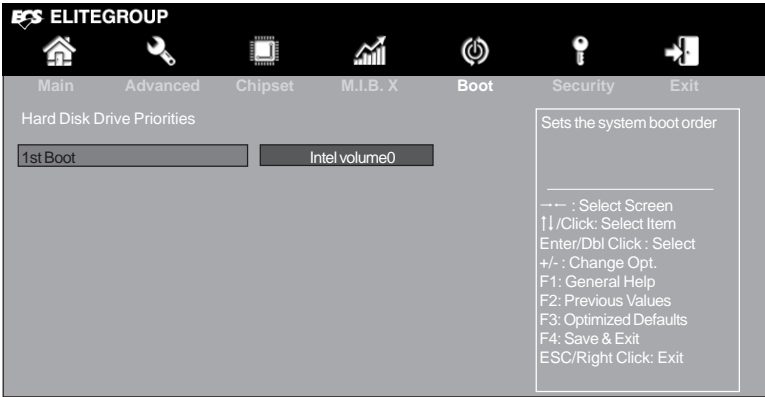 ECS ELITEGROUP
Main Advanced Chipset M.I.B. X Boot Security Exit
Hard Disk Drive Priorities
1st Boot Intel volume0
Sets the system boot order
→← : Select Screen
↑↓/Click: Select Item
Enter/Dbl Click : Select
+/- : Change Opt.
F1: General Help
F2: Previous Values
F3: Optimized Defaults
F4: Save & Exit
ESC/Right Click: Exit